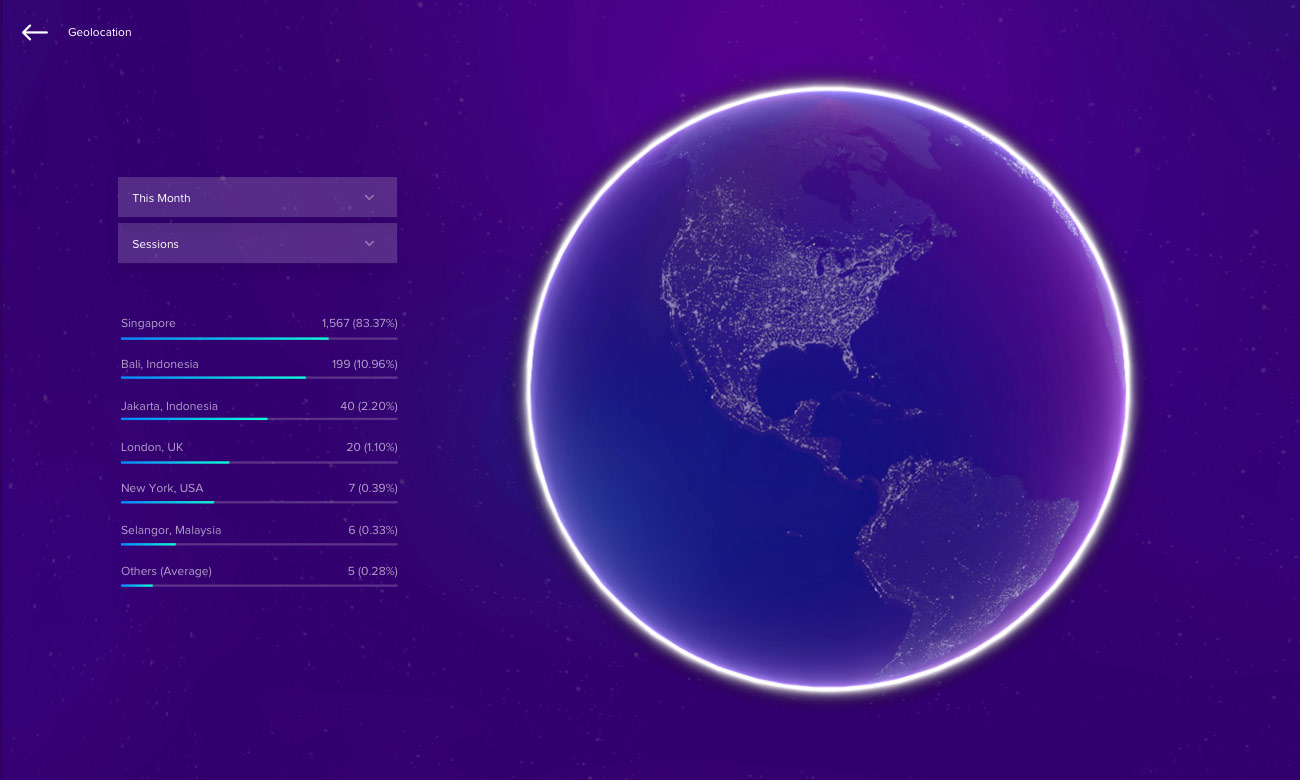 Geolocation
This Month
Sessions
Singapore 1,567 (83.37%)
Bali, Indonesia 199 (10.96%)
Jakarta, Indonesia 40 (2.20%)
London, UK 20 (1.10%)
New York, USA 7 (0.39%)
Selangor, Malaysia 6 (0.33%)
Others (Average) 5 (0.28%)